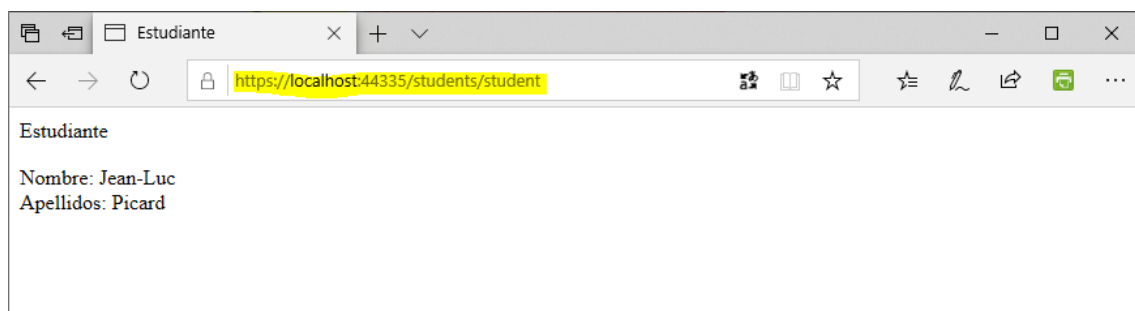 Estudiante
https://localhost:44335/students/student
Estudiante
Nombre: Jean-Luc
Apellidos: Picard